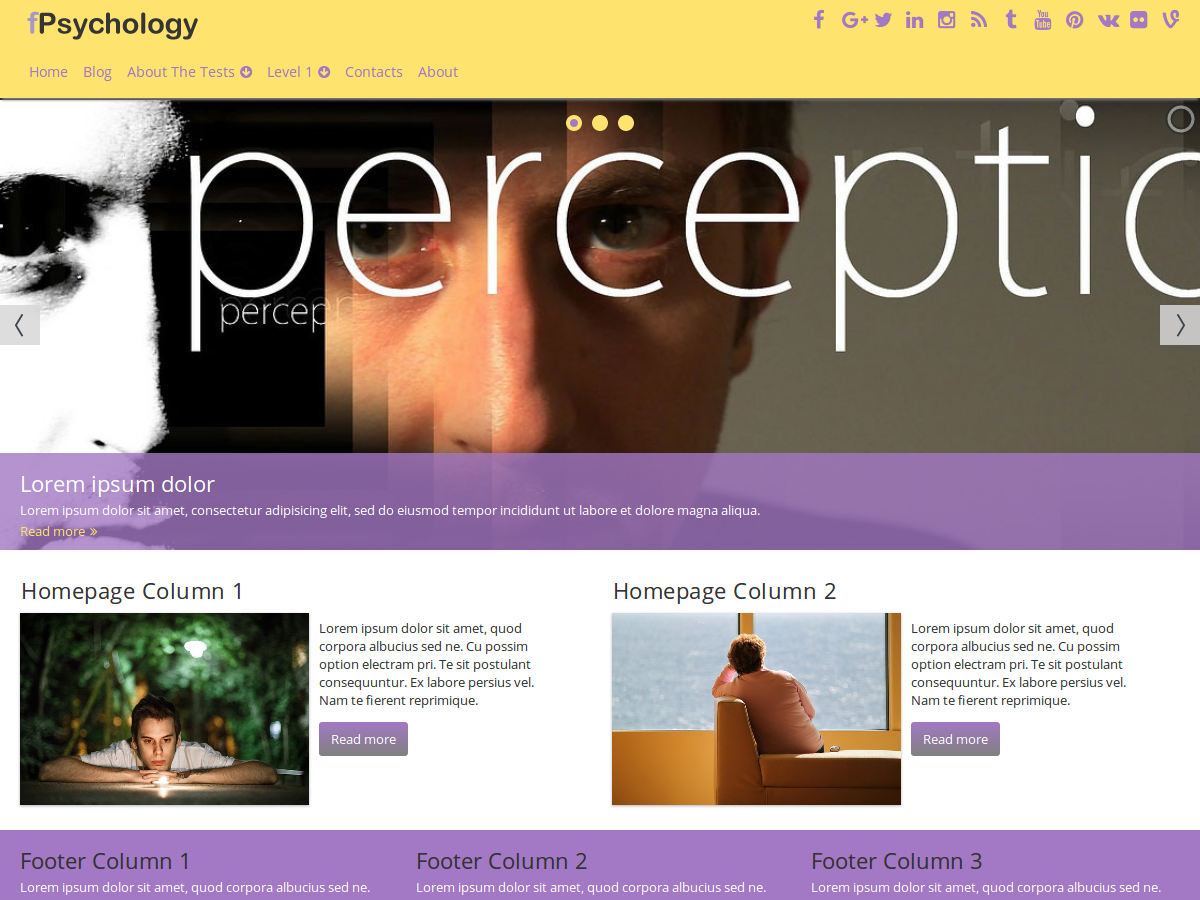 fPsychology
You
Tube
Home Blog About The Tests Level 1 Contacts About
perceptio
percep
Lorem ipsum dolor
Lorem ipsum dolor sit amet, consectetur adipisicing elit, sed do eiusmod tempor incididunt ut labore et dolore magna aliqua.
Read more »
Homepage Column 1
Lorem ipsum dolor sit amet, quod
corpora albucius sed ne. Cu possim
option electram pri. Te sit postulant
consequuntur. Ex labore persius vel.
Nam te fierent reprimique.
Read more
Homepage Column 2
Lorem ipsum dolor sit amet, quod
corpora albucius sed ne. Cu possim
option electram pri. Te sit postulant
consequuntur. Ex labore persius vel.
Nam te fierent reprimique.
Read more
Footer Column 1
Lorem ipsum dolor sit amet, quod corpora albucius sed ne.
Footer Column 2
Lorem ipsum dolor sit amet, quod corpora albucius sed ne.
Footer Column 3
Lorem ipsum dolor sit amet, quod corpora albucius sed ne.